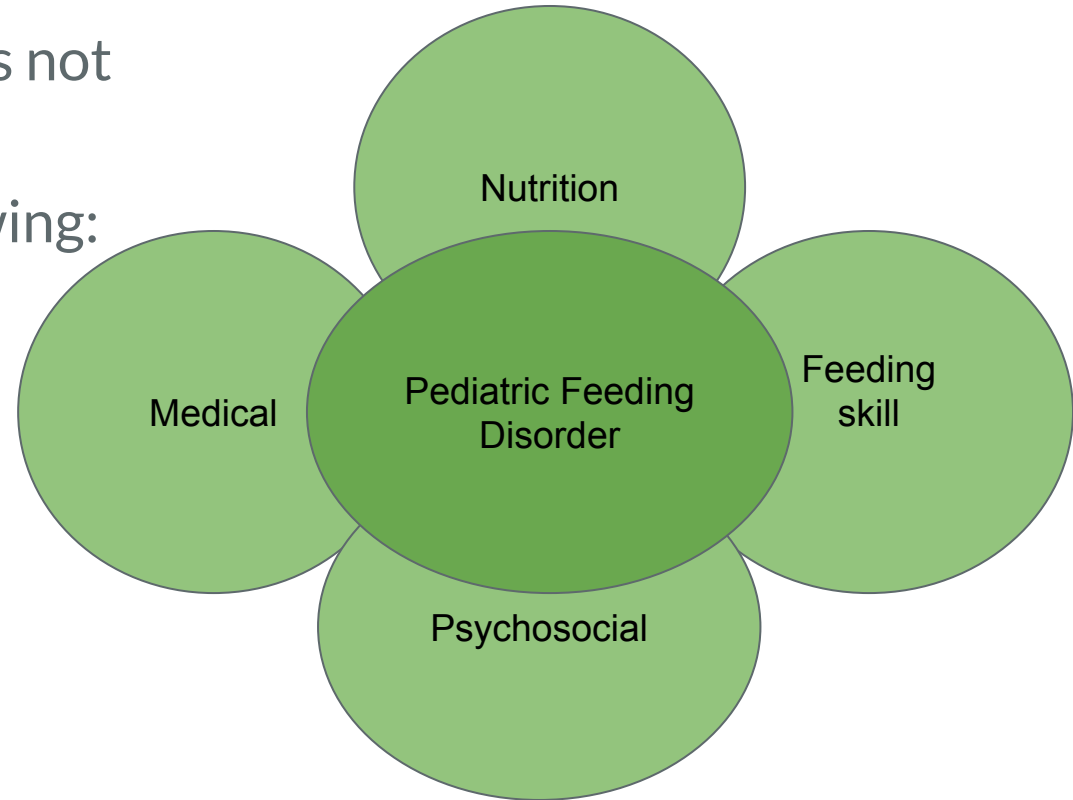 s not
ving:
Nutrition
Medical
Pediatric Feeding
Disorder
Feeding
skill
Psychosocial